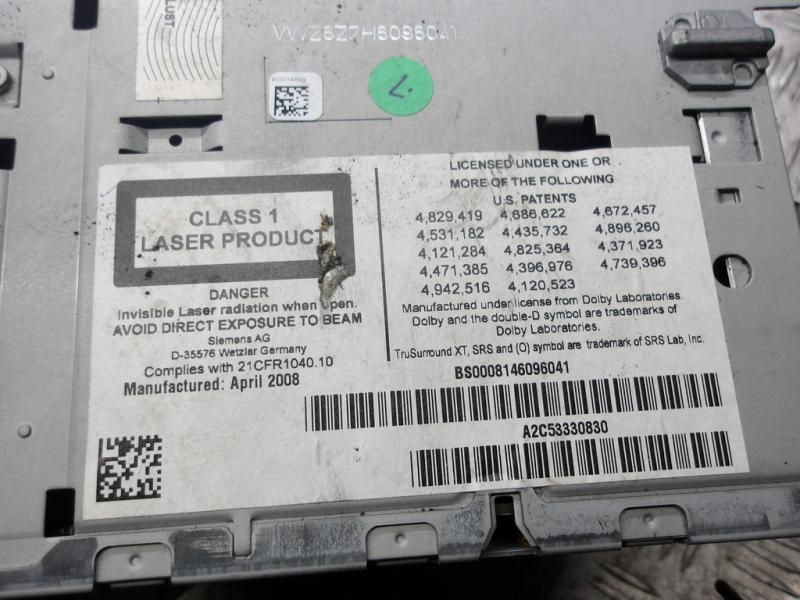 LUST
VWZ6Z7H6096041
CLASS 1
LASER PRODUCT
DANGER
Invisible Laser radiation when open.
AVOID DIRECT EXPOSURE TO BEAM
Siemens AG
D-35576 Wetzlar Germany
Complies with 21CFR1040.10
Manufactured: April 2008
LICENSED UNDER ONE OR
MORE OF THE FOLLOWING
U.S. PATENTS
4,829,419 4,686,622 4,672,457
4,531,182 4,435,732 4,896,260
4,121,284 4,825,364 4,371,923
4,471,385 4,396,976 4,739,396
4,942,516 4,120,523
Manufactured under license from Dolby Laboratories.
Dolby and the double-D symbol are trademarks of
Dolby Laboratories.
TruSurround XT, SRS and (O) symbol are trademark of SRS Lab, Inc.
BS0008146096041
A2C53330830